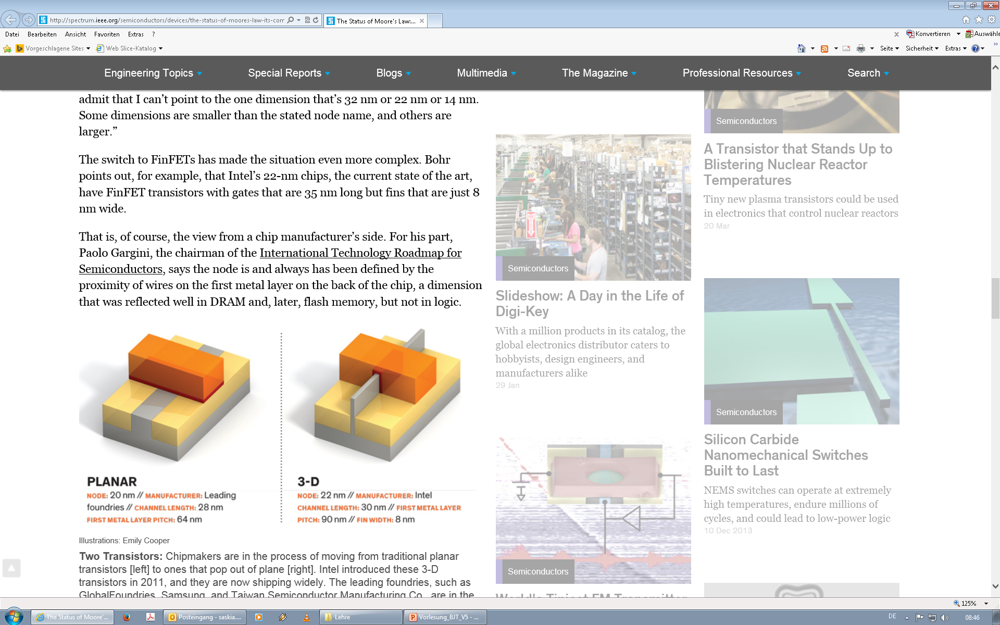 http://spectrum.ieee.org/semiconductors/devices/the-status-of-moores-law-its-com
The Status of Moore's Law:...
Datei Bearbeiten Ansicht Favoriten Extras ?
x Konvertieren Auswähle
Vorgeschlagene Sites Web Slice-Katalog
Seite Sicherheit Extras
Engineering Topics Special Reports Blogs Multimedia The Magazine Professional Resources Search
admit that I can’t point to the one dimension that’s 32 nm or 22 nm or 14 nm.
Some dimensions are smaller than the stated node name, and others are
larger.”
The switch to FinFETs has made the situation even more complex. Bohr
points out, for example, that Intel’s 22-nm chips, the current state of the art,
have FinFET transistors with gates that are 35 nm long but fins that are just 8
nm wide.
That is, of course, the view from a chip manufacturer’s side. For his part,
Paolo Gargini, the chairman of the International Technology Roadmap for
Semiconductors, says the node is and always has been defined by the
proximity of wires on the first metal layer on the back of the chip, a dimension
that was reflected well in DRAM and, later, flash memory, but not in logic.
PLANAR
NODE: 20 nm // MANUFACTURER: Leading
foundries // CHANNEL LENGTH: 28 nm
FIRST METAL LAYER PITCH: 64 nm
3-D
NODE: 22 nm // MANUFACTURER: Intel
CHANNEL LENGTH: 30 nm // FIRST METAL LAYER
PITCH: 90 nm // FIN WIDTH: 8 nm
Illustrations: Emily Cooper
Two Transistors: Chipmakers are in the process of moving from traditional planar
transistors [left] to ones that pop out of plane [right]. Intel introduced these 3-D
transistors in 2011, and they are now shipping widely. The leading foundries, such as
GlobalFoundries, Samsung, and Taiwan Semiconductor Manufacturing Co., are in the
Semiconductors
Slideshow: A Day in the Life of
Digi-Key
With a million products in its catalog, the
global electronics distributor caters to
hobbyists, design engineers, and
manufacturers alike
29 Jan
Semiconductors
World's Tiniest FM Transmitter
Semiconductors
A Transistor that Stands Up to
Blistering Nuclear Reactor
Temperatures
Tiny new plasma transistors could be used
in electronics that control nuclear reactors
20 Mar
Semiconductors
Silicon Carbide
Nanomechanical Switches
Built to Last
NEMS switches can operate at extremely
high temperatures, endure millions of
cycles, and could lead to low-power logic
10 Dec 2013
125%
The Status of Moore'... Posteingang - saskia.... Lehre Vorlesung_BJT_V5 - ... DE 08:46